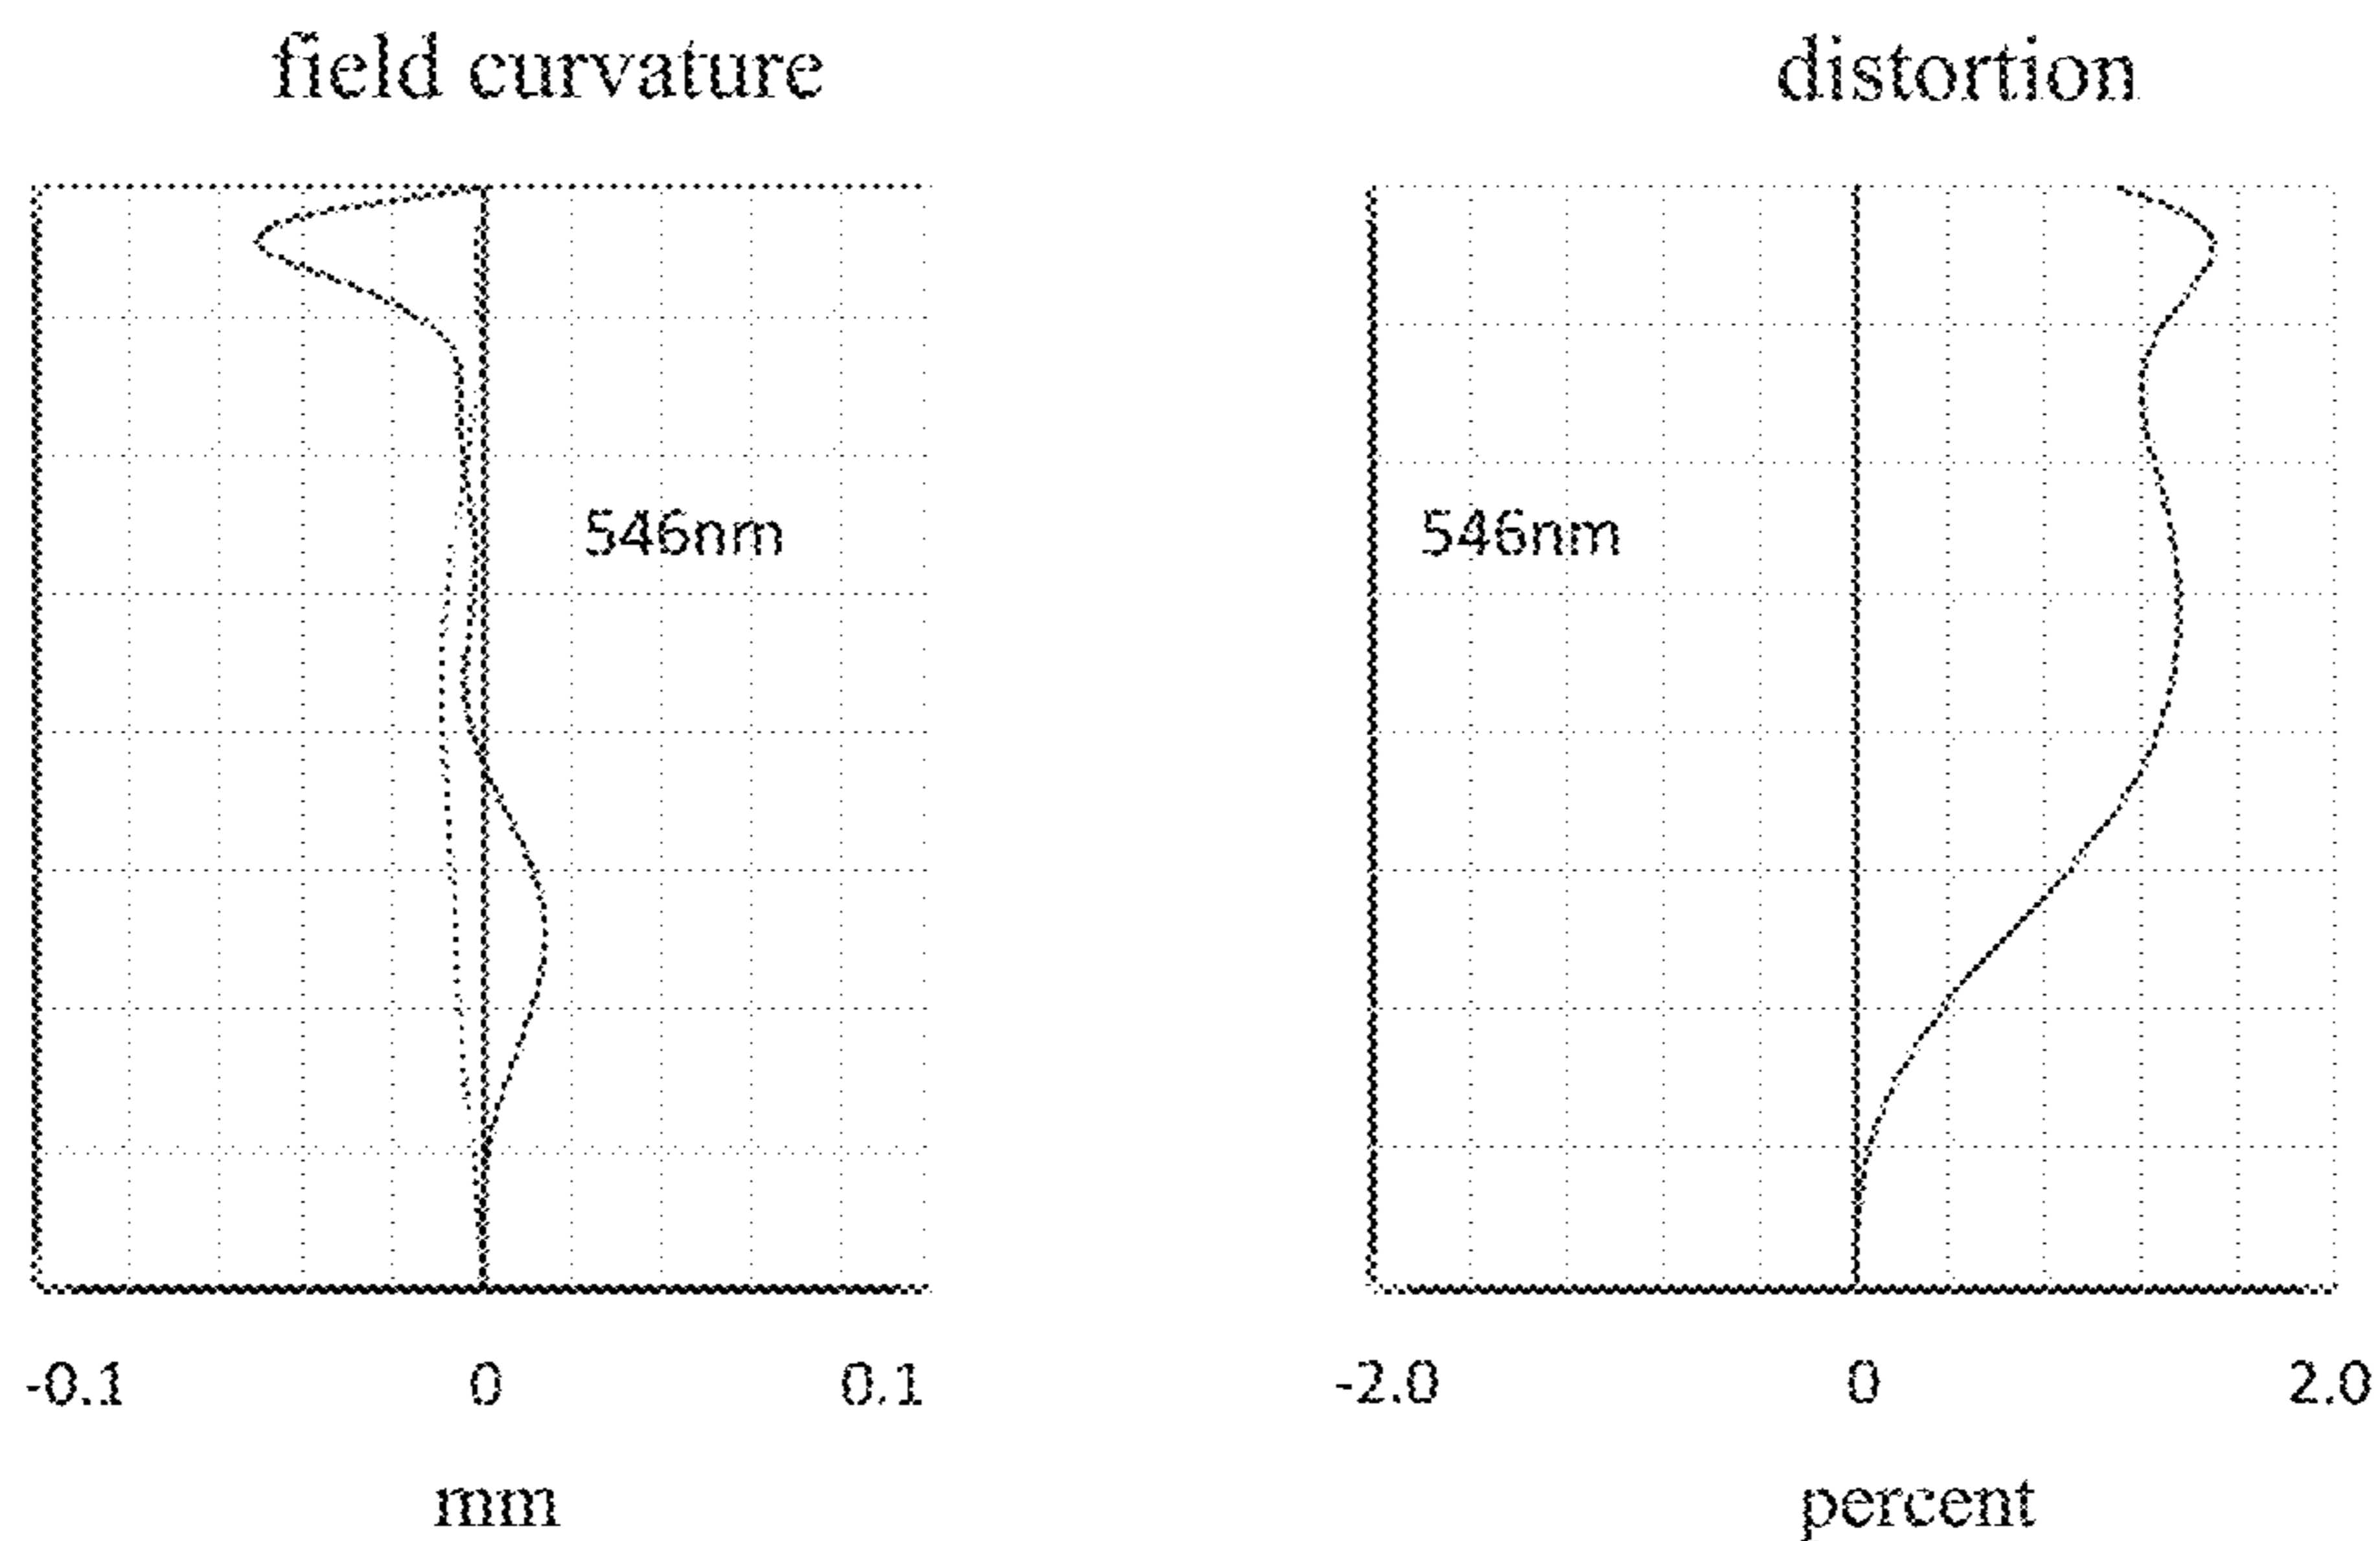 field curvature
distortion
546nm
546nm
-0.1 0 0.1
-2.0 0 2.0
mm
percent